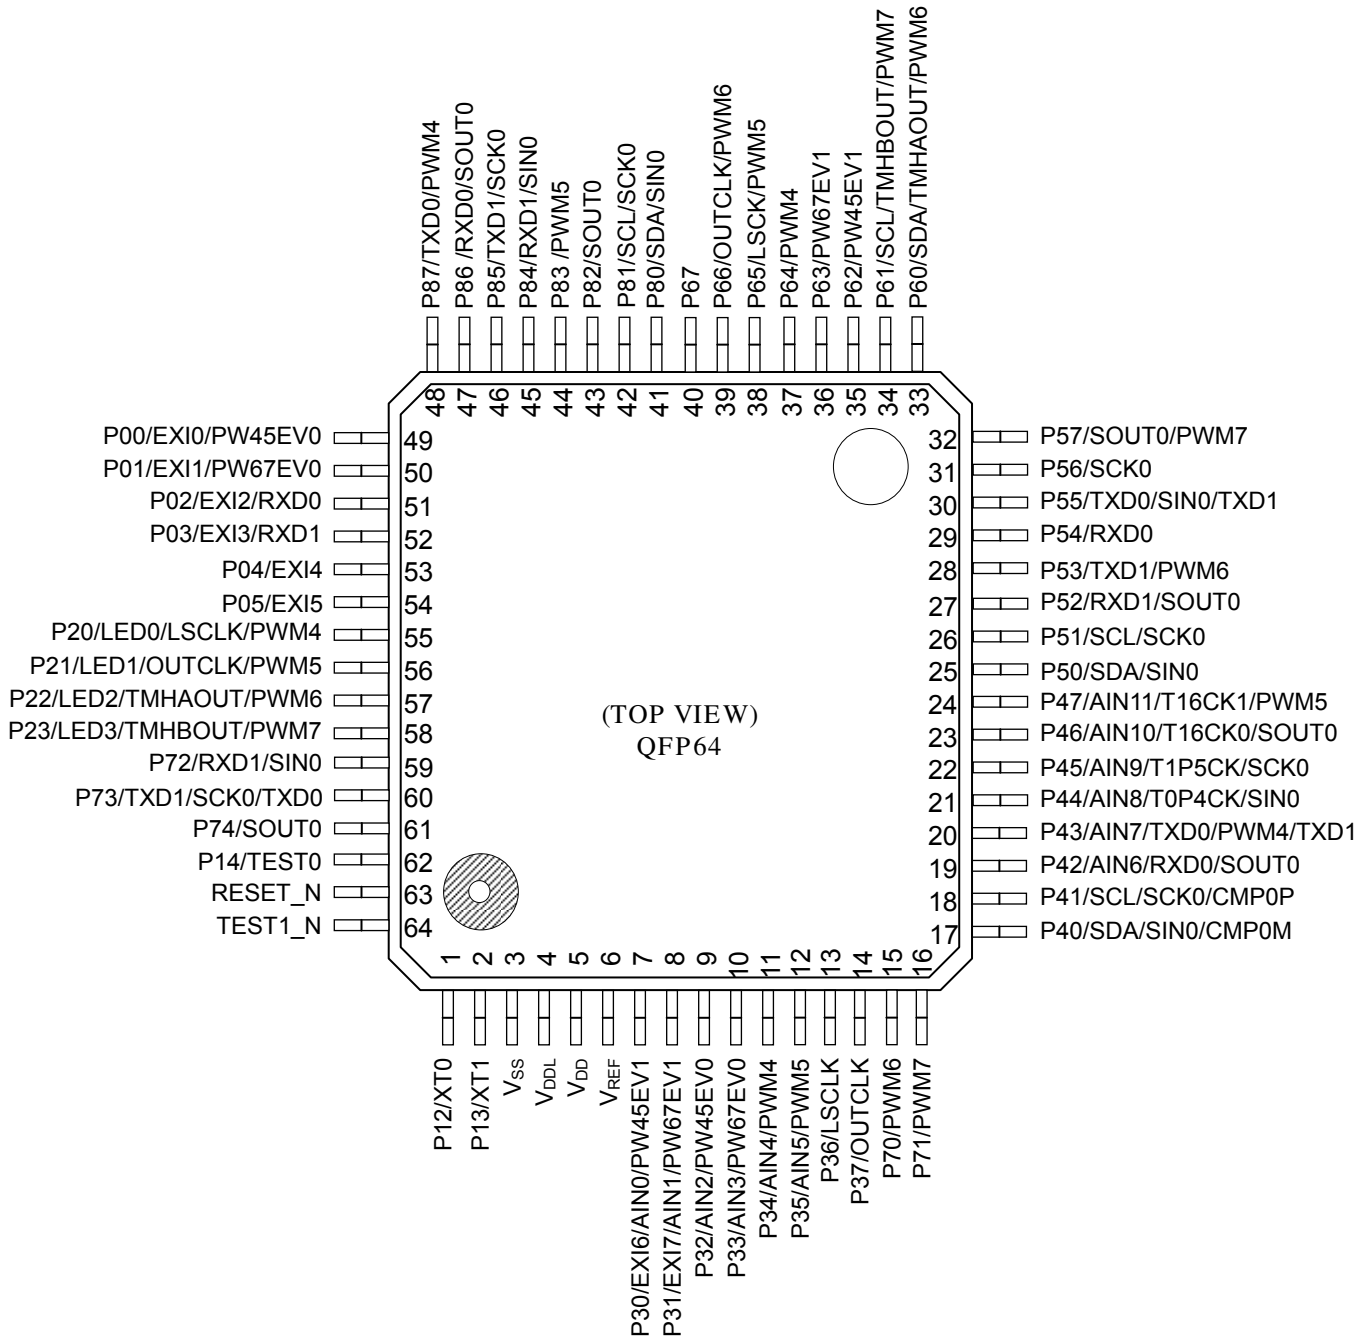 P87/TXD0/PWM4
P86 /RXD0/SOUT0
P85/TXD1/SCK0
P84/RXD1/SIN0
P83 /PWM5
P82/SOUT0
P81/SCL/SCK0
P80/SDA/SIN0
P67
P66/OUTCLK/PWM6
P65/LSCK/PWM5
P64/PWM4
P63/PW67EV1
P62/PW45EV1
P61/SCL/TMHBOUT/PWM7
P60/SDA/TMHAOUT/PWM6
48
47
46
45
44
43
42
41
40
39
38
37
36
35
34
33
P00/EXI0/PW45EV0 49
P01/EXI1/PW67EV0 50
P02/EXI2/RXD0 51
P03/EXI3/RXD1 52
P04/EXI4 53
P05/EXI5 54
P20/LED0/LSCLK/PWM4 55
P21/LED1/OUTCLK/PWM5 56
P22/LED2/TMHAOUT/PWM6 57
P23/LED3/TMHBOUT/PWM7 58
P72/RXD1/SIN0 59
P73/TXD1/SCK0/TXD0 60
P74/SOUT0 61
P14/TEST0 62
RESET_N 63
TEST1_N 64
(TOP VIEW)
QFP64
32 P57/SOUT0/PWM7
31 P56/SCK0
30 P55/TXD0/SIN0/TXD1
29 P54/RXD0
28 P53/TXD1/PWM6
27 P52/RXD1/SOUT0
26 P51/SCL/SCK0
25 P50/SDA/SIN0
24 P47/AIN11/T16CK1/PWM5
23 P46/AIN10/T16CK0/SOUT0
22 P45/AIN9/T1P5CK/SCK0
21 P44/AIN8/T0P4CK/SIN0
20 P43/AIN7/TXD0/PWM4/TXD1
19 P42/AIN6/RXD0/SOUT0
18 P41/SCL/SCK0/CMP0P
17 P40/SDA/SIN0/CMP0M
1
2
3
4
5
6
7
8
9
10
11
12
13
14
15
16
P12/XT0
P13/XT1
VSS
VDDL
VDD
VREF
P30/EXI6/AIN0/PW45EV1
P31/EXI7/AIN1/PW67EV1
P32/AIN2/PW45EV0
P33/AIN3/PW67EV0
P34/AIN4/PWM4
P35/AIN5/PWM5
P36/LSCLK
P37/OUTCLK
P70/PWM6
P71/PWM7